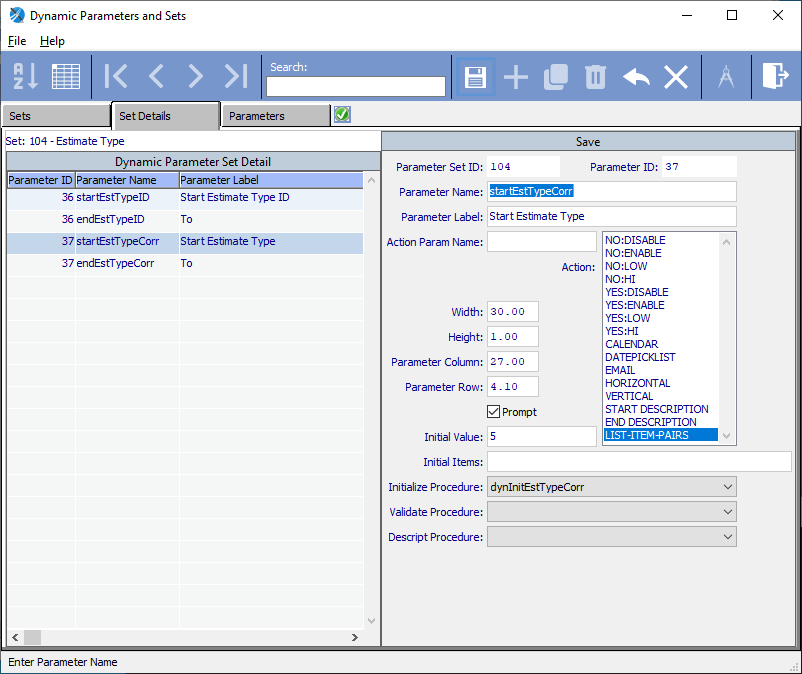 Dynamic Parameters and Sets
File Help
Search:
Sets Set Details Parameters
Set: 104 - Estimate Type
Dynamic Parameter Set Detail
Parameter ID Parameter Name Parameter Label
36 startEstTypeID Start Estimate Type ID
36 endEstTypeID To
37 startEstTypeCorr Start Estimate Type
37 endEstTypeCorr To
Save
Parameter Set ID: 104 Parameter ID: 37
Parameter Name: startEstTypeCorr
Parameter Label: Start Estimate Type
Action Param Name:
Action:
NO:DISABLE
NO:ENABLE
NO:LOW
NO:HI
YES:DISABLE
YES:ENABLE
YES:LOW
YES:HI
CALENDAR
DATEPICKLIST
EMAIL
HORIZONTAL
VERTICAL
START DESCRIPTION
END DESCRIPTION
LIST-ITEM-PAIRS
Width: 30.00
Height: 1.00
Parameter Column: 27.00
Parameter Row: 4.10
Prompt
Initial Value: 5
Initial Items:
Initialize Procedure: dynInitEstTypeCorr
Validate Procedure:
Descript Procedure:
Enter Parameter Name